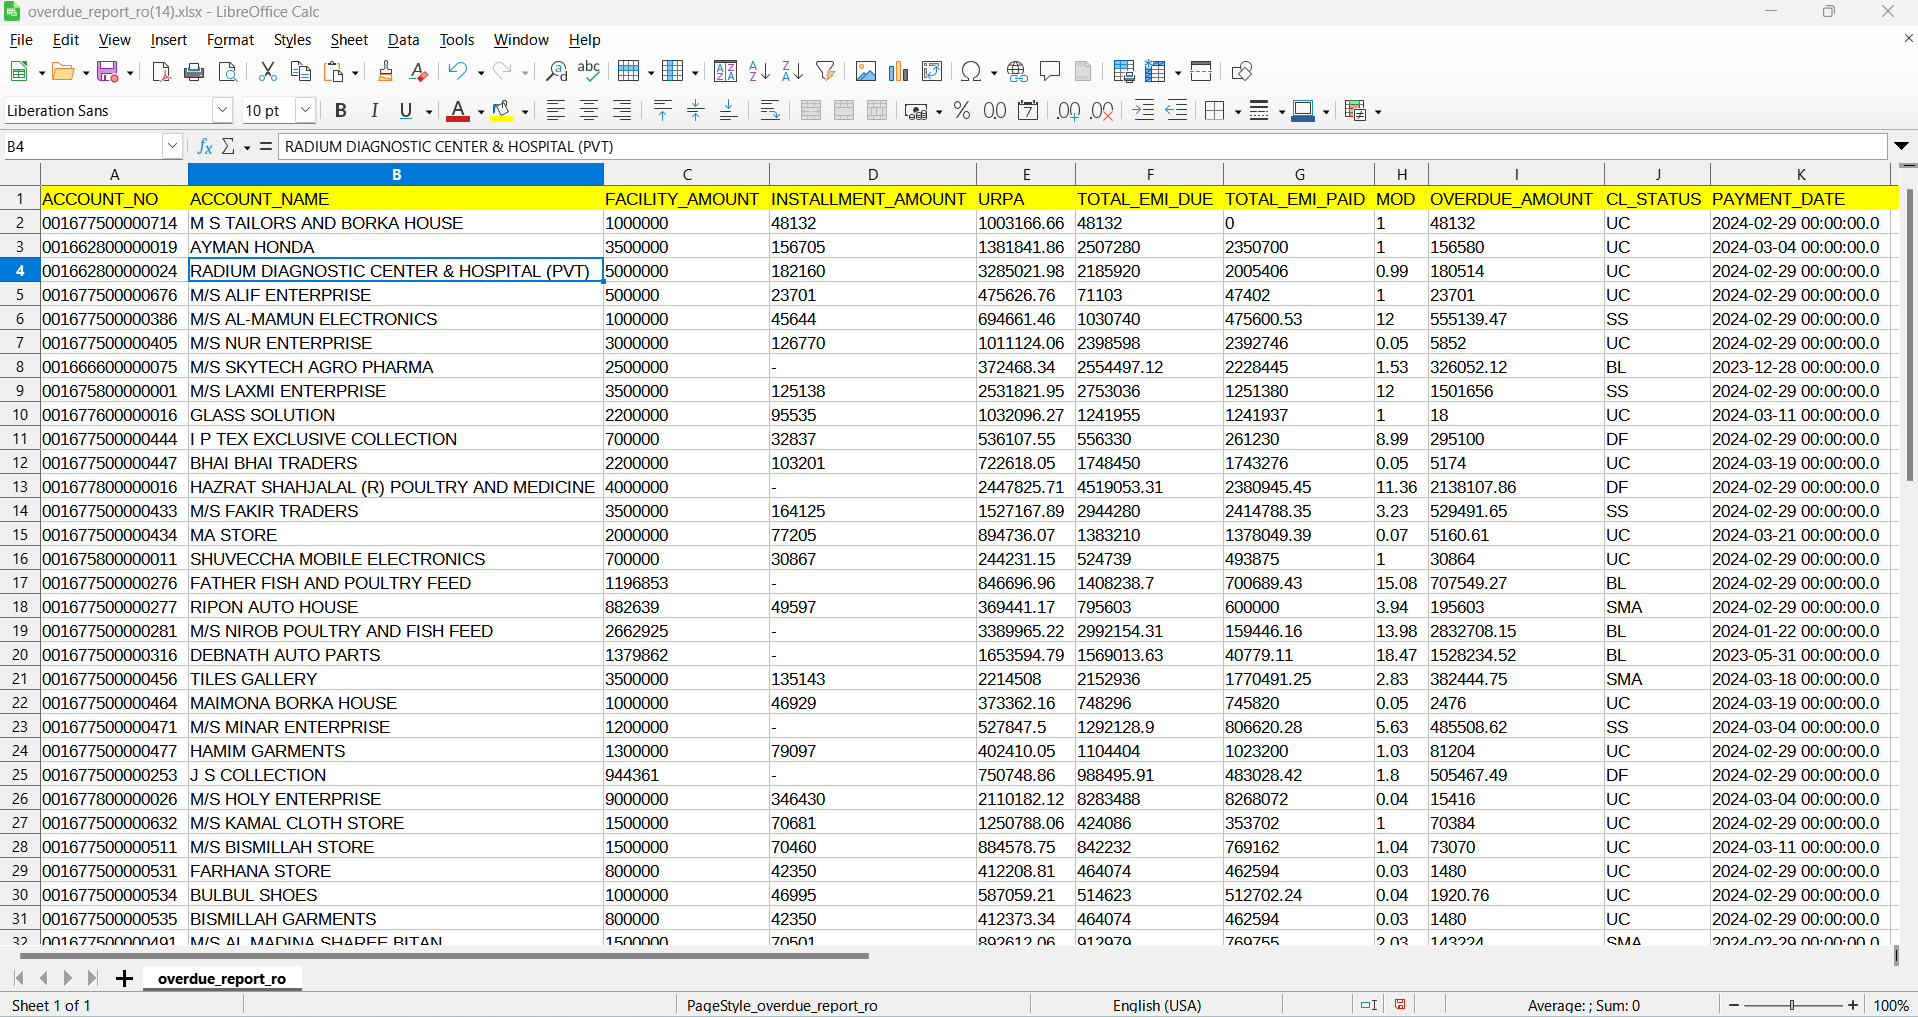 overdue_report_ro(14).xlsx - LibreOffice Calc
File Edit View Insert Format Styles Sheet Data Tools Window Help
Liberation Sans 10 pt
B4 RADIUM DIAGNOSTIC CENTER & HOSPITAL (PVT)
A B C D E F G H I J K
1 ACCOUNT_NO ACCOUNT_NAME FACILITY_AMOUNT INSTALLMENT_AMOUNT URPA TOTAL_EMI_DUE TOTAL_EMI_PAID MOD OVERDUE_AMOUNT CL_STATUS PAYMENT_DATE
2 001677500000714 M S TAILORS AND BORKA HOUSE 1000000 48132 1003166.66 48132 0 1 48132 UC 2024-02-29 00:00:00.0
3 001662800000019 AYMAN HONDA 3500000 156705 1381841.86 2507280 2350700 1 156580 UC 2024-03-04 00:00:00.0
4 001662800000024 RADIUM DIAGNOSTIC CENTER & HOSPITAL (PVT) 5000000 182160 3285021.98 2185920 2005406 0.99 180514 UC 2024-02-29 00:00:00.0
5 001677500000676 M/S ALIF ENTERPRISE 500000 23701 475626.76 71103 47402 1 23701 UC 2024-02-29 00:00:00.0
6 001677500000386 M/S AL-MAMUN ELECTRONICS 1000000 45644 694661.46 1030740 475600.53 12 555139.47 SS 2024-02-29 00:00:00.0
7 001677500000405 M/S NUR ENTERPRISE 3000000 126770 1011124.06 2398598 2392746 0.05 5852 UC 2024-02-29 00:00:00.0
8 001666600000075 M/S SKYTECH AGRO PHARMA 2500000 - 372468.34 2554497.12 2228445 1.53 326052.12 BL 2023-12-28 00:00:00.0
9 001675800000001 M/S LAXMI ENTERPRISE 3500000 125138 2531821.95 2753036 1251380 12 1501656 SS 2024-02-29 00:00:00.0
10 001677600000016 GLASS SOLUTION 2200000 95535 1032096.27 1241955 1241937 1 18 UC 2024-03-11 00:00:00.0
11 001677500000444 I P TEX EXCLUSIVE COLLECTION 700000 32837 536107.55 556330 261230 8.99 295100 DF 2024-02-29 00:00:00.0
12 001677500000447 BHAI BHAI TRADERS 2200000 103201 722618.05 1748450 1743276 0.05 5174 UC 2024-03-19 00:00:00.0
13 001677800000016 HAZRAT SHAHJALAL (R) POULTRY AND MEDICINE 4000000 - 2447825.71 4519053.31 2380945.45 11.36 2138107.86 DF 2024-02-29 00:00:00.0
14 001677500000433 M/S FAKIR TRADERS 3500000 164125 1527167.89 2944280 2414788.35 3.23 529491.65 SS 2024-02-29 00:00:00.0
15 001677500000434 MA STORE 2000000 77205 894736.07 1383210 1378049.39 0.07 5160.61 UC 2024-03-21 00:00:00.0
16 001675800000011 SHUVECCHA MOBILE ELECTRONICS 700000 30867 244231.15 524739 493875 1 30864 UC 2024-02-29 00:00:00.0
17 001677500000276 FATHER FISH AND POULTRY FEED 1196853 - 846696.96 1408238.7 700689.43 15.08 707549.27 BL 2024-02-29 00:00:00.0
18 001677500000277 RIPON AUTO HOUSE 882639 49597 369441.17 795603 600000 3.94 195603 SMA 2024-02-29 00:00:00.0
19 001677500000281 M/S NIROB POULTRY AND FISH FEED 2662925 - 3389965.22 2992154.31 159446.16 13.98 2832708.15 BL 2024-01-22 00:00:00.0
20 001677500000316 DEBNATH AUTO PARTS 1379862 - 1653594.79 1569013.63 40779.11 18.47 1528234.52 BL 2023-05-31 00:00:00.0
21 001677500000456 TILES GALLERY 3500000 135143 2214508 2152936 1770491.25 2.83 382444.75 SMA 2024-03-18 00:00:00.0
22 001677500000464 MAIMONA BORKA HOUSE 1000000 46929 373362.16 748296 745820 0.05 2476 UC 2024-03-19 00:00:00.0
23 001677500000471 M/S MINAR ENTERPRISE 1200000 - 527847.5 1292128.9 806620.28 5.63 485508.62 SS 2024-03-04 00:00:00.0
24 001677500000477 HAMIM GARMENTS 1300000 79097 402410.05 1104404 1023200 1.03 81204 UC 2024-02-29 00:00:00.0
25 001677500000253 J S COLLECTION 944361 - 750748.86 988495.91 483028.42 1.8 505467.49 DF 2024-02-29 00:00:00.0
26 001677800000026 M/S HOLY ENTERPRISE 9000000 346430 2110182.12 8283488 8268072 0.04 15416 UC 2024-03-04 00:00:00.0
27 001677500000632 M/S KAMAL CLOTH STORE 1500000 70681 1250788.06 424086 353702 1 70384 UC 2024-02-29 00:00:00.0
28 001677500000511 M/S BISMILLAH STORE 1500000 70460 884578.75 842232 769162 1.04 73070 UC 2024-03-11 00:00:00.0
29 001677500000531 FARHANA STORE 800000 42350 412208.81 464074 462594 0.03 1480 UC 2024-02-29 00:00:00.0
30 001677500000534 BULBUL SHOES 1000000 46995 587059.21 514623 512702.24 0.04 1920.76 UC 2024-02-29 00:00:00.0
31 001677500000535 BISMILLAH GARMENTS 800000 42350 412373.34 464074 462594 0.03 1480 UC 2024-02-29 00:00:00.0
32 001677500000491 M/S AL MADINA SHAREE BITAN 1500000 70501 892612.06 912979 769755 2.03 143224 SMA 2024-02-29 00:00:00.0
overdue_report_ro
Sheet 1 of 1 PageStyle_overdue_report_ro English (USA) Average: ; Sum: 0 100%